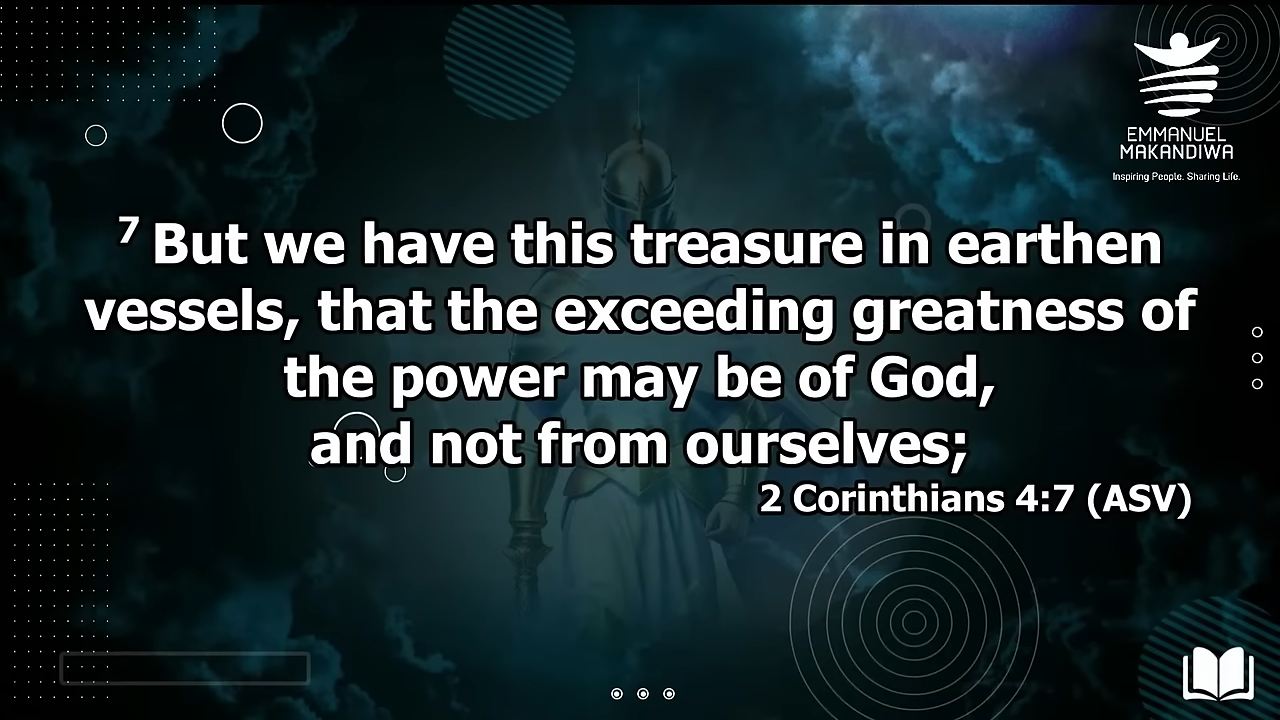 EMMANUEL
MAKANDIWA
Inspiring People. Sharing Life.
7 But we have this treasure in earthen
vessels, that the exceeding greatness of
the power may be of God,
and not from ourselves;
2 Corinthians 4:7 (ASV)